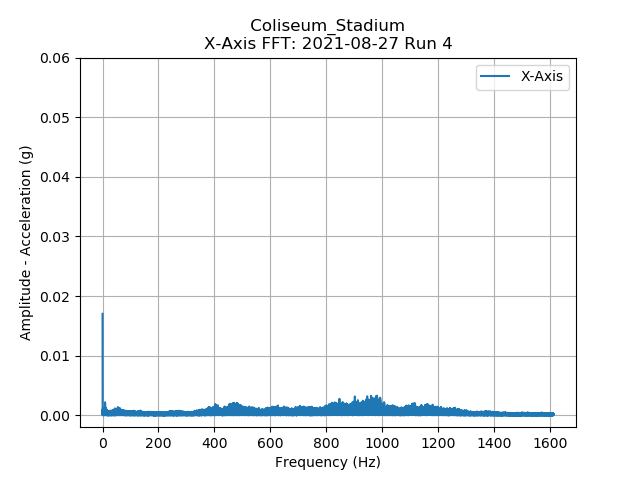 Coliseum_Stadium
X-Axis FFT: 2021-08-27 Run 4
X-Axis
0.06
0.05
0.04
0.03
0.02
0.01
0.00
Amplitude - Acceleration (g)
0 200 400 600 800 1000 1200 1400 1600
Frequency (Hz)